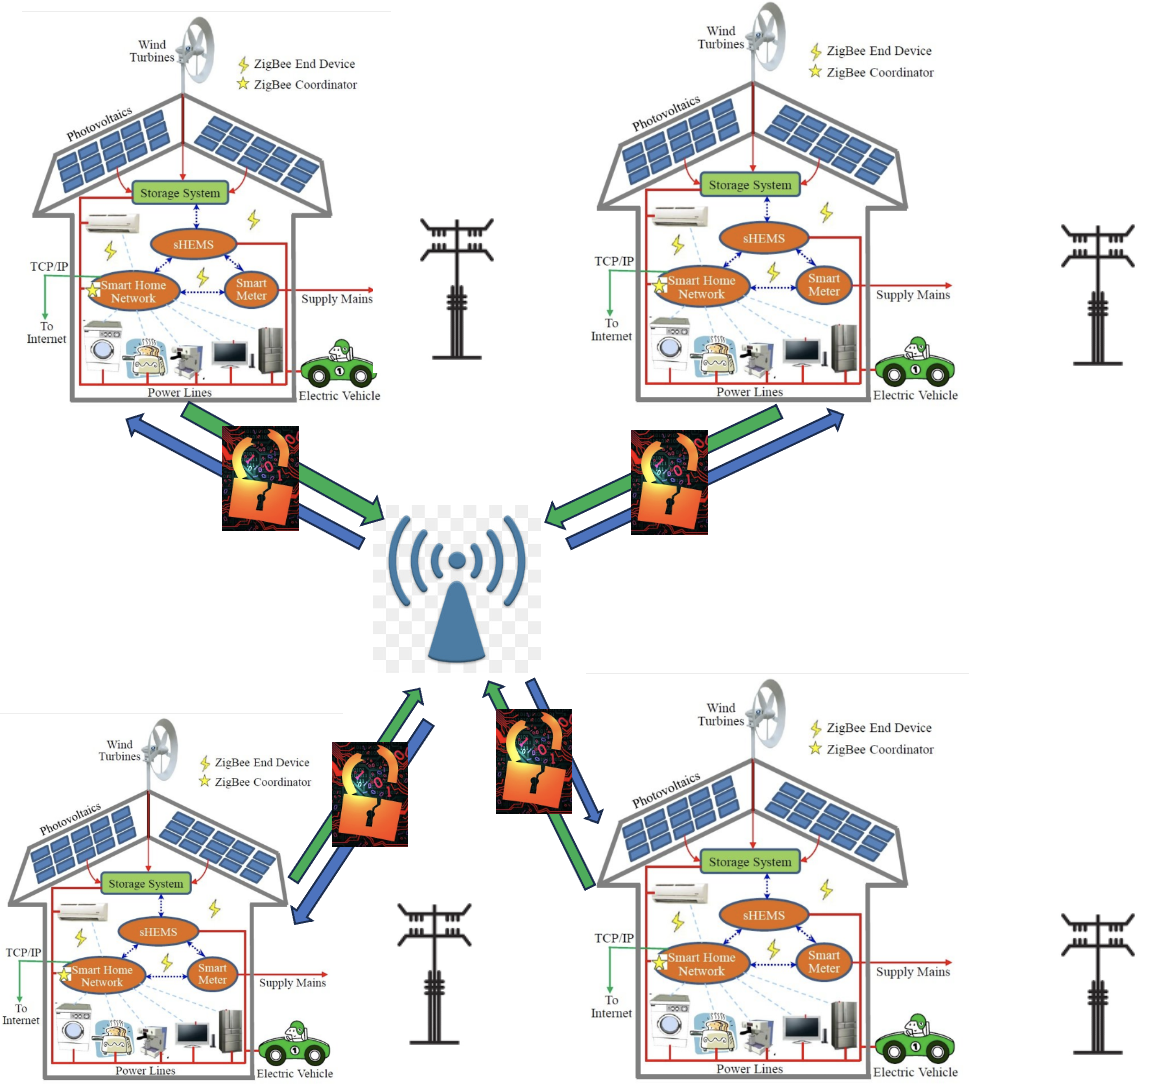 Wind
Turbines
ZigBee End Device
ZigBee Coordinator
Photovoltaics
Storage System
sHEMS
TCP/IP
Smart Home
Network
Smart
Meter
Supply Mains
To
Internet
1
Power Lines
Electric Vehicle
Wind
Turbines
ZigBee End Device
ZigBee Coordinator
Photovoltaics
Storage System
sHEMS
TCP/IP
Smart Home
Network
Smart
Meter
Supply Mains
To
Internet
1
Power Lines
Electric Vehicle
Wind
Turbines
ZigBee End Device
ZigBee Coordinator
Photovoltaics
Storage System
sHEMS
TCP/IP
Smart Home
Network
Smart
Meter
Supply Mains
To
Internet
1
Power Lines
Electric Vehicle
Wind
Turbines
ZigBee End Device
ZigBee Coordinator
Photovoltaics
Storage System
sHEMS
TCP/IP
Smart Home
Network
Smart
Meter
Supply Mains
To
Internet
1
Power Lines
Electric Vehicle